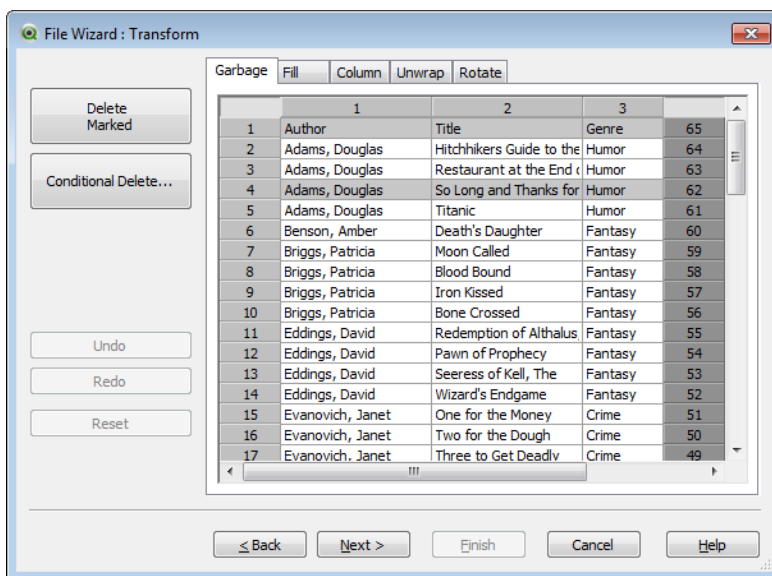 File Wizard : Transform
Garbage Fill Column Unwrap Rotate
Delete
Marked
Conditional Delete...
Undo
Redo
Reset
1 2 3
1 Author Title Genre 65
2 Adams, Douglas Hitchhikers Guide to the Humor 64
3 Adams, Douglas Restaurant at the End Humor 63
4 Adams, Douglas So Long and Thanks for Humor 62
5 Adams, Douglas Titanic Humor 61
6 Benson, Amber Death's Daughter Fantasy 60
7 Briggs, Patricia Moon Called Fantasy 59
8 Briggs, Patricia Blood Bound Fantasy 58
9 Briggs, Patricia Iron Kissed Fantasy 57
10 Briggs, Patricia Bone Crossed Fantasy 56
11 Eddings, David Redemption of Althalus, Fantasy 55
12 Eddings, David Pawn of Prophecy Fantasy 54
13 Eddings, David Seeress of Kell, The Fantasy 53
14 Eddings, David Wizard's Endgame Fantasy 52
15 Evanovich, Janet One for the Money Crime 51
16 Evanovich, Janet Two for the Dough Crime 50
17 Evanovich, Janet Three to Get Deadly Crime 49
< Back Next > Finish Cancel Help